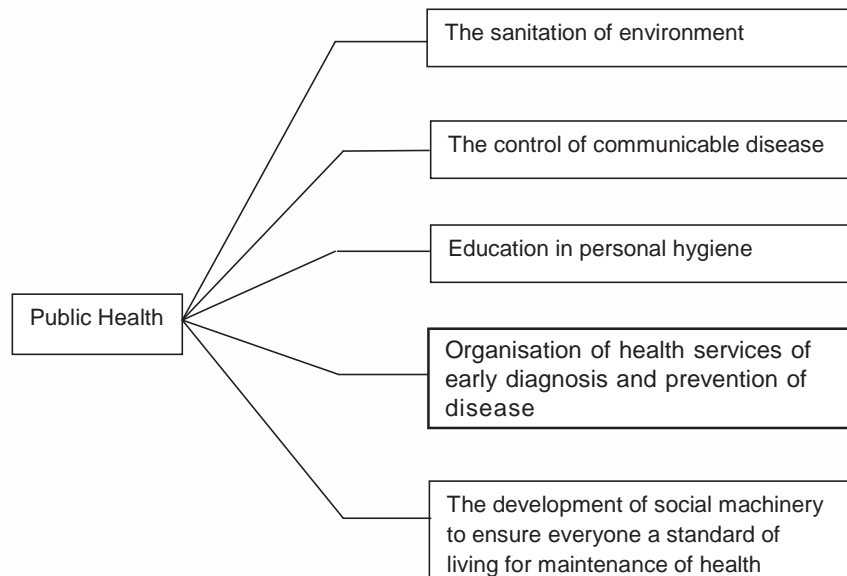 The sanitation of environment
The control of communicable disease
Education in personal hygiene
Public Health
Organisation of health services of
early diagnosis and prevention of
disease
The development of social machinery
to ensure everyone a standard of
living for maintenance of health